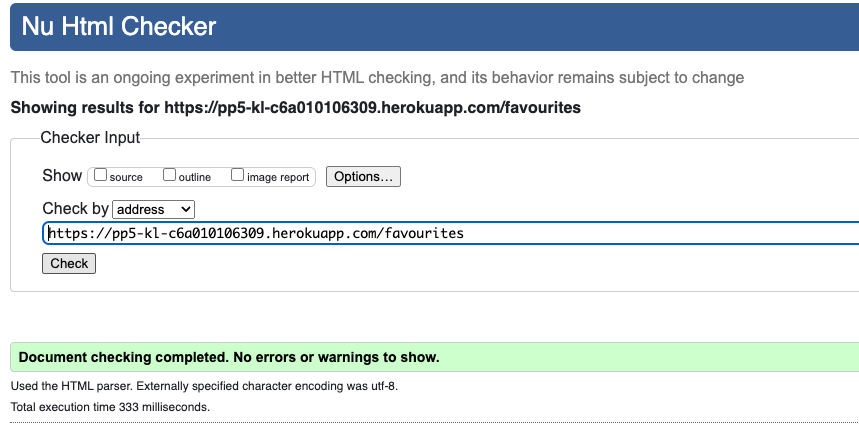 Nu Html Checker
This tool is an ongoing experiment in better HTML checking, and its behavior remains subject to change
Showing results for https://pp5-kl-c6a010106309.herokuapp.com/favourites
Checker Input
Show source outline image report Options...
Check by address
https://pp5-kl-c6a010106309.herokuapp.com/favourites
Check
Document checking completed. No errors or warnings to show.
Used the HTML parser. Externally specified character encoding was utf-8.
Total execution time 333 milliseconds.